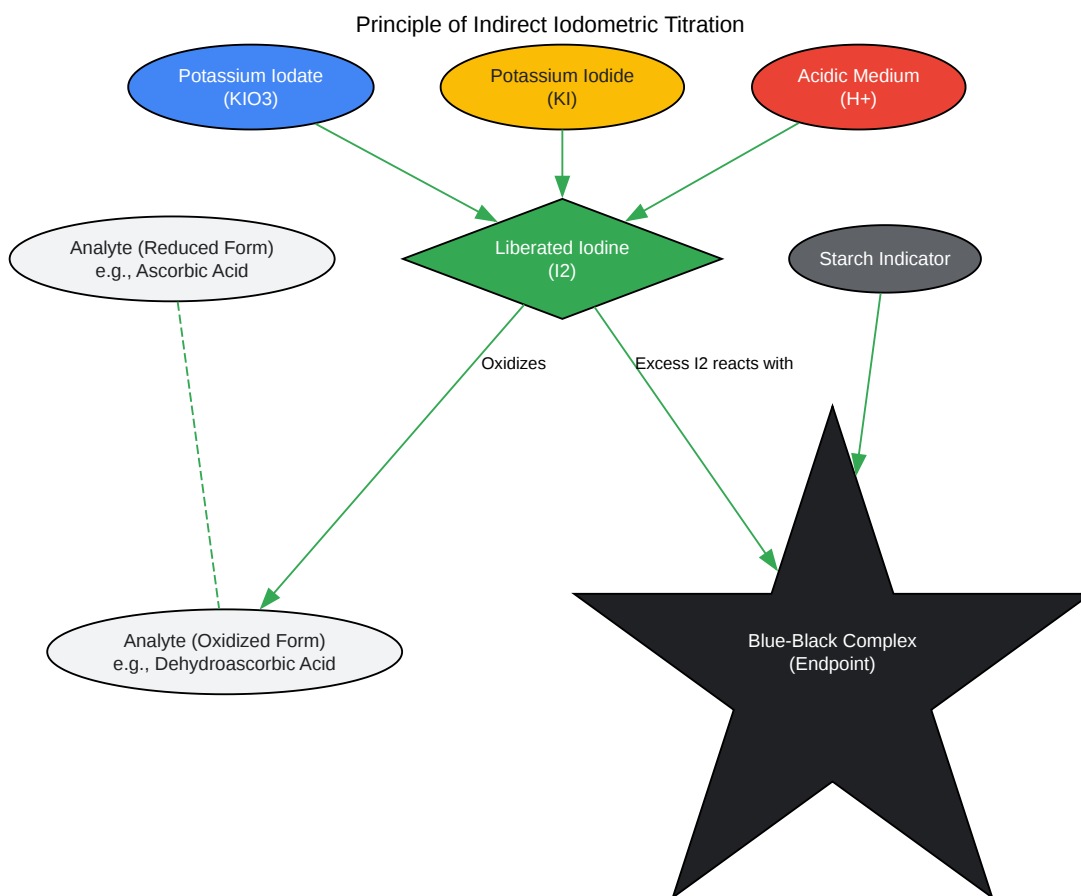 Principle of Indirect Iodometric Titration
Potassium Iodate
(KIO3)
Potassium Iodide
(KI)
Acidic Medium
(H+)
Analyte (Reduced Form)
e.g., Ascorbic Acid
Liberated Iodine
(I2)
Starch Indicator
Oxidizes
Excess I2 reacts with
Analyte (Oxidized Form)
e.g., Dehydroascorbic Acid
Blue-Black Complex
(Endpoint)